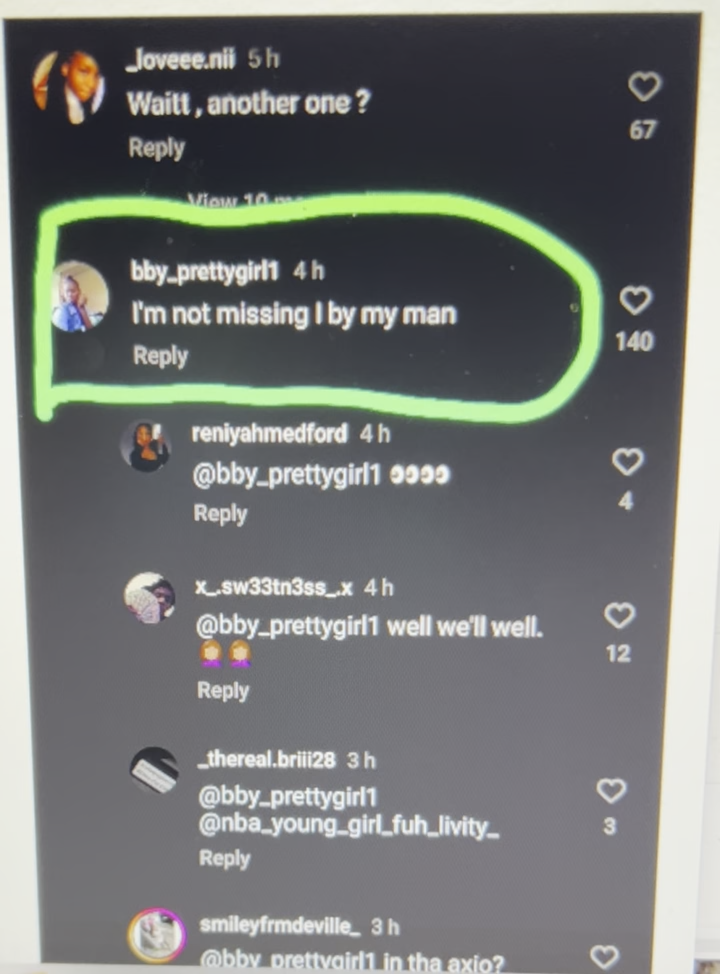 _loveee.nii 5 h
Waitt , another one ?
67
Reply
View 10
bby_prettygirl1 4 h
I'm not missing I by my man
140
Reply
reniyahmedford 4 h
@bby_prettygirl1 👀👀
4
Reply
x_.sw33tn3ss_.x 4 h
@bby_prettygirl1 well we'll well.
🤦🏼‍♀️🤦🏼‍♀️
12
Reply
_thereal.briii28 3 h
@bby_prettygirl1
@nba_young_girl_fuh_livity_
3
Reply
smileyfrmdeville_ 3 h
@bby_prettygirl1 in tha axio?